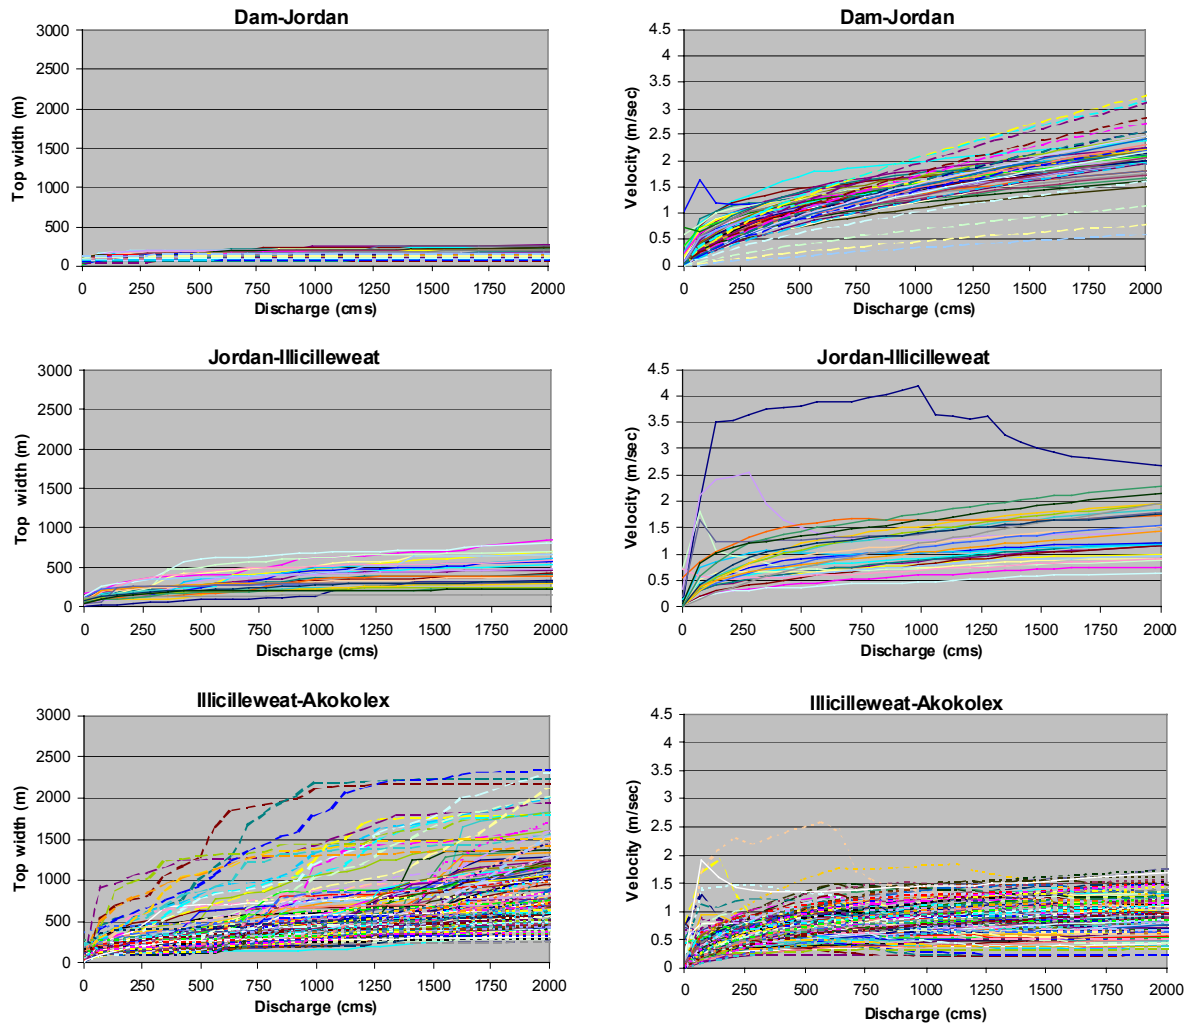 Dam-Jordan
3000
2500
2000
1500
1000
500
0
Top width (m)
0 250 500 750 1000 1250 1500 1750 2000
Discharge (cms)
Dam-Jordan
4.5
4
3.5
3
2.5
2
1.5
1
0.5
0
Velocity (m/sec)
0 250 500 750 1000 1250 1500 1750 2000
Discharge (cms)
Jordan-Illicilleweat
3000
2500
2000
1500
1000
500
0
Top width (m)
0 250 500 750 1000 1250 1500 1750 2000
Discharge (cms)
Jordan-Illicilleweat
4.5
4
3.5
3
2.5
2
1.5
1
0.5
0
Velocity (m/sec)
0 250 500 750 1000 1250 1500 1750 2000
Discharge (cms)
Illicilleweat-Akokolex
3000
2500
2000
1500
1000
500
0
Top width (m)
0 250 500 750 1000 1250 1500 1750 2000
Discharge (cms)
Illicilleweat-Akokolex
4.5
4
3.5
3
2.5
2
1.5
1
0.5
0
Velocity (m/sec)
0 250 500 750 1000 1250 1500 1750 2000
Discharge (cms)